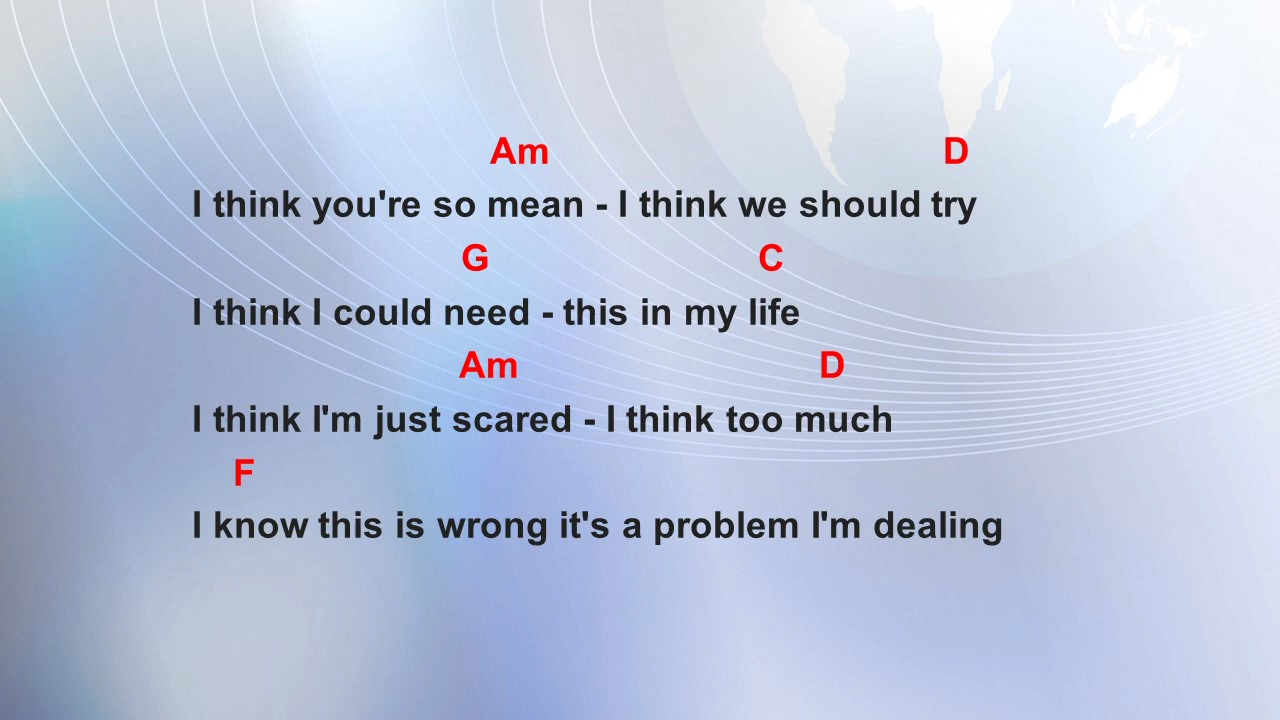 Am D
I think you're so mean - I think we should try
G C
I think I could need - this in my life
Am D
I think I'm just scared - I think too much
F
I know this is wrong it's a problem I'm dealing